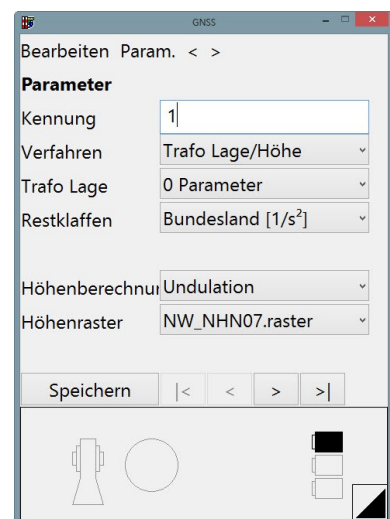 GNSS
Bearbeiten Param. < >
Parameter
Kennung 1
Verfahren Trafo Lage/Höhe
Trafo Lage 0 Parameter
Restklaffen Bundesland [1/s²]
Höhenberechnur Undulation
Höhenraster NW_NHN07.raster
Speichern |< < > >|